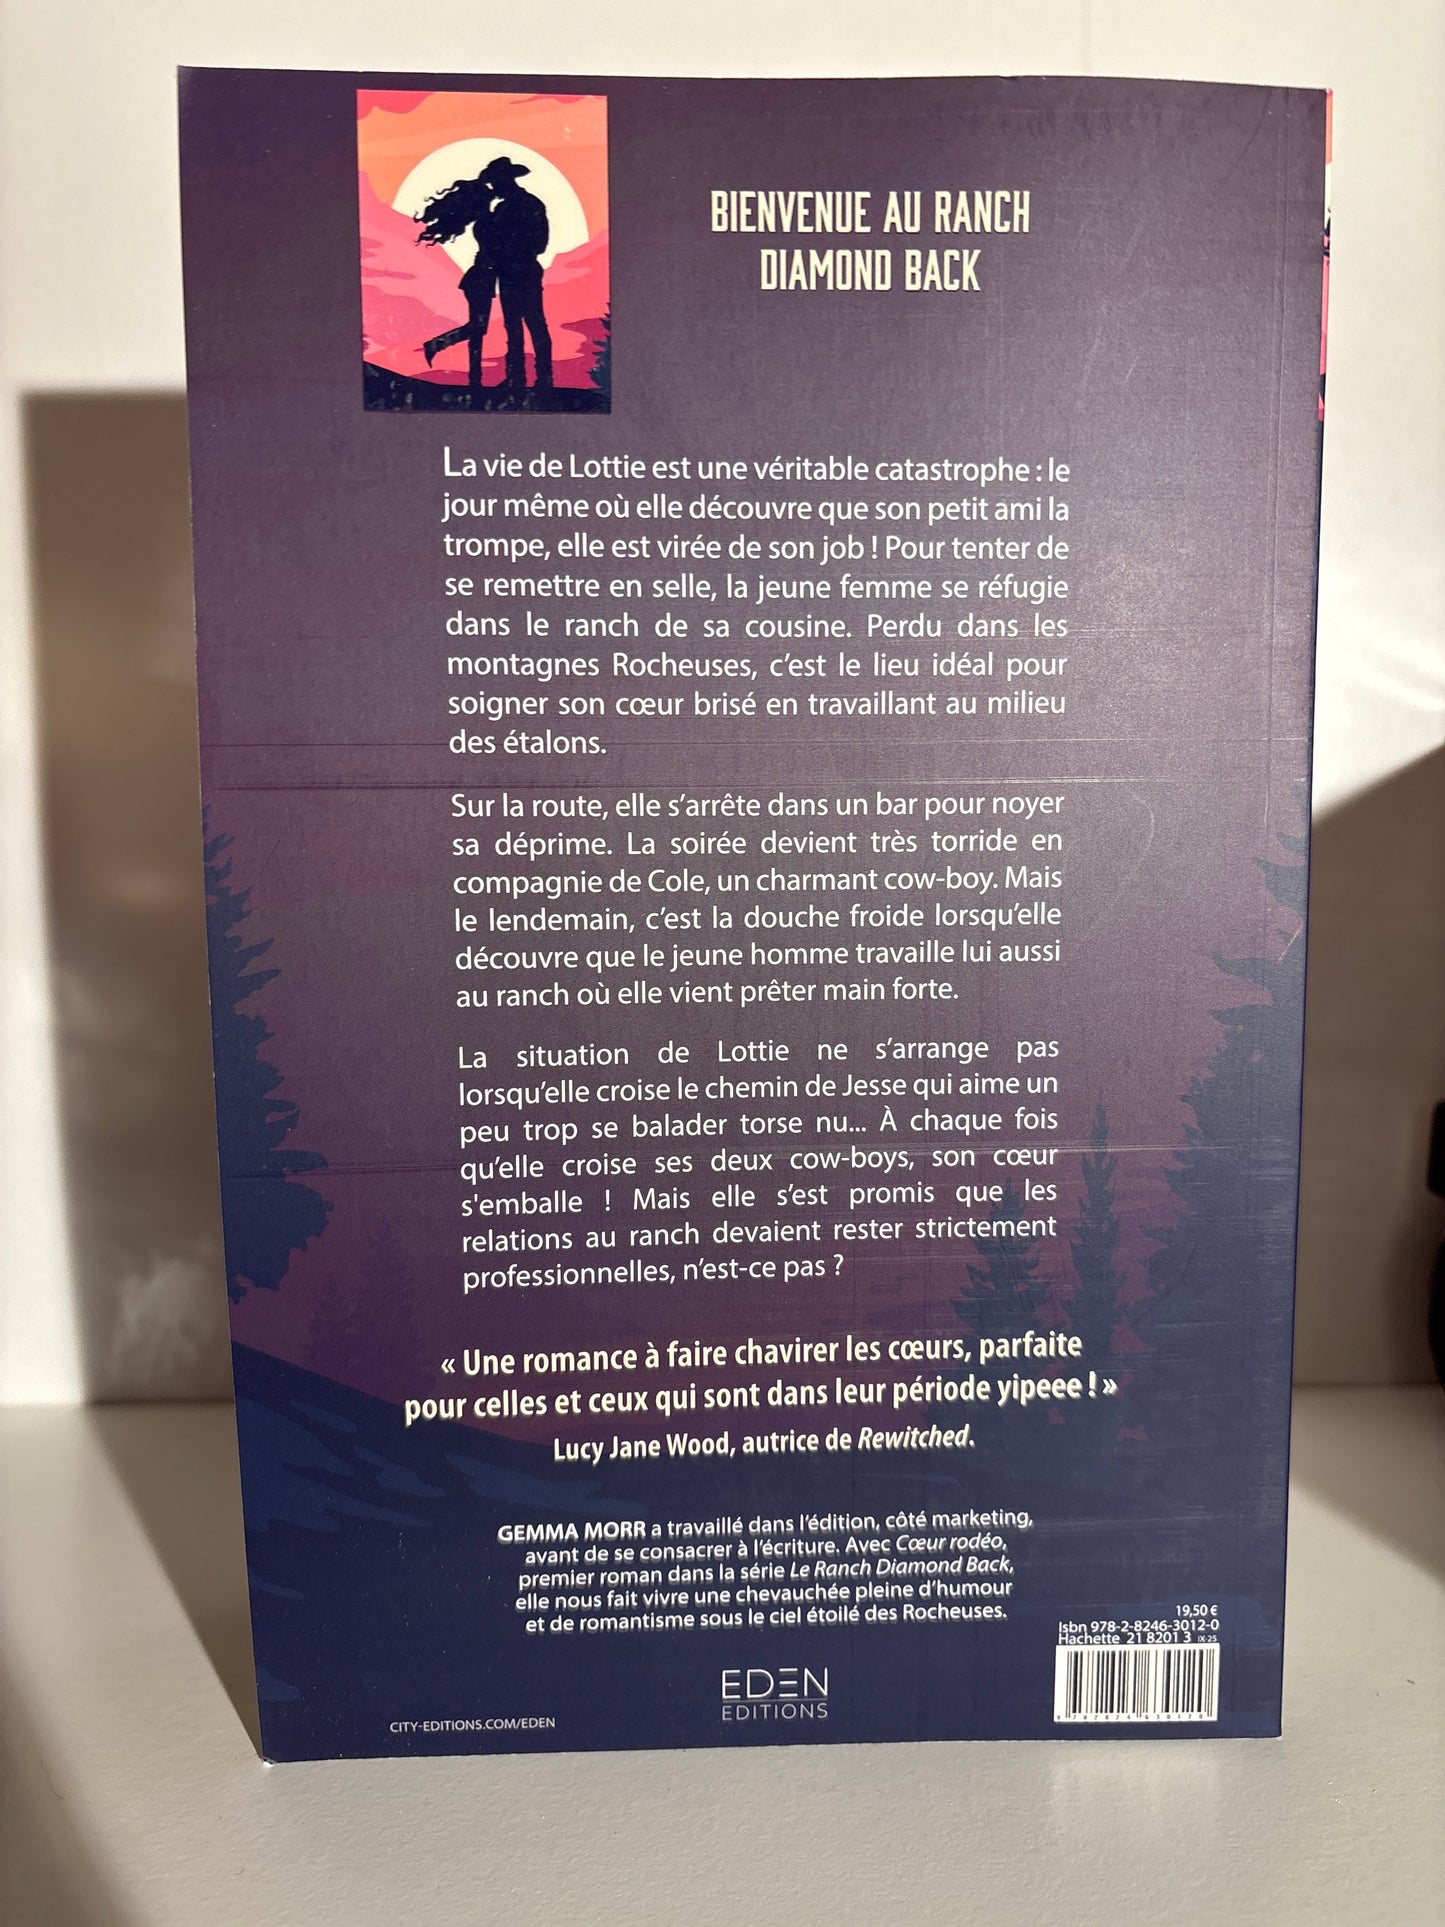 BIENVENUE AU RANCH
DIAMOND BACK
La vie de Lottie est une véritable catastrophe : le
jour même où elle découvre que son petit ami la
trompe, elle est virée de son job ! Pour tenter de
se remettre en selle, la jeune femme se réfugie
dans le ranch de sa cousine. Perdu dans les
montagnes Rocheuses, c’est le lieu idéal pour
soigner son cœur brisé en travaillant au milieu
des étalons.
Sur la route, elle s’arrête dans un bar pour noyer
sa déprime. La soirée devient très torride en
compagnie de Cole, un charmant cow-boy. Mais
le lendemain, c’est la douche froide lorsqu’elle
découvre que le jeune homme travaille lui aussi
au ranch où elle vient prêter main forte.
La situation de Lottie ne s’arrange pas
lorsqu’elle croise le chemin de Jesse qui aime un
peu trop se balader torse nu... À chaque fois
qu’elle croise ses deux cow-boys, son cœur
s'emballe ! Mais elle s’est promis que les
relations au ranch devaient rester strictement
professionnelles, n’est-ce pas ?
« Une romance à faire chavirer les cœurs, parfaite
pour celles et ceux qui sont dans leur période yipeee ! »
Lucy Jane Wood, autrice de Rewitched.
GEMMA MORR a travaillé dans l’édition, côté marketing,
avant de se consacrer à l’écriture. Avec Cœur rodéo,
premier roman dans la série Le Ranch Diamond Back,
elle nous fait vivre une chevauchée pleine d’humour
et de romantisme sous le ciel étoilé des Rocheuses.
19,50 €
Isbn 978-2-8246-3012-0
Hachette 21 8201 3 IX-25
9 782824 630120
EDEN
EDITIONS
CITY-EDITIONS.COM/EDEN